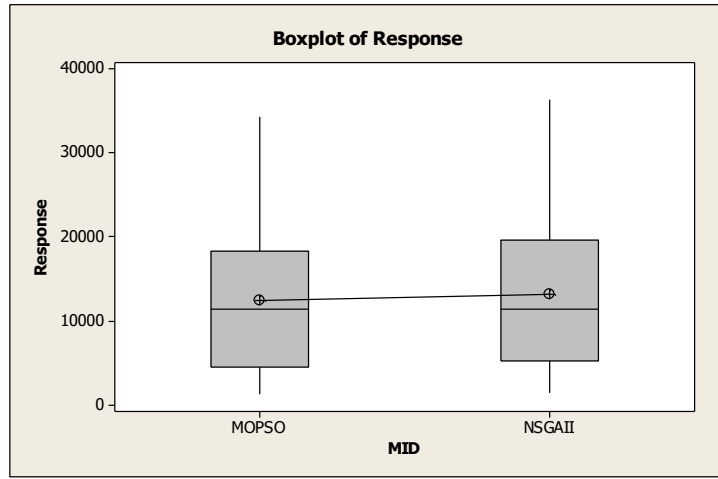 Boxplot of Response
40000
30000
20000
10000
0
Response
MOPSO NSGAII
MID